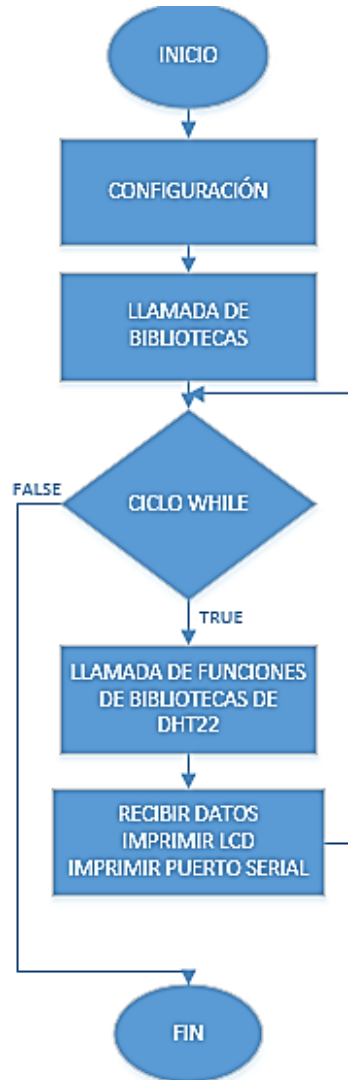 INICIO
CONFIGURACIÓN
LLAMADA DE
BIBLIOTECAS
CICLO WHILE
FALSE
TRUE
LLAMADA DE FUNCIONES
DE BIBLIOTECAS DE
DHT22
RECIBIR DATOS
IMPRIMIR LCD
IMPRIMIR PUERTO SERIAL
FIN